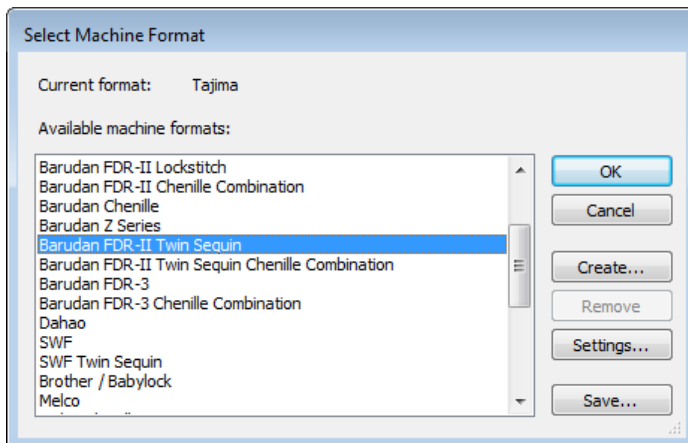 Select Machine Format
Current format: Tajima
Available machine formats:
Barudan FDR-II Lockstitch
Barudan FDR-II Chenille Combination
Barudan Chenille
Barudan Z Series
Barudan FDR-II Twin Sequin
Barudan FDR-II Twin Sequin Chenille Combination
Barudan FDR-3
Barudan FDR-3 Chenille Combination
Dahao
SWF
SWF Twin Sequin
Brother / Babylock
Melco
OK
Cancel
Create...
Remove
Settings...
Save...